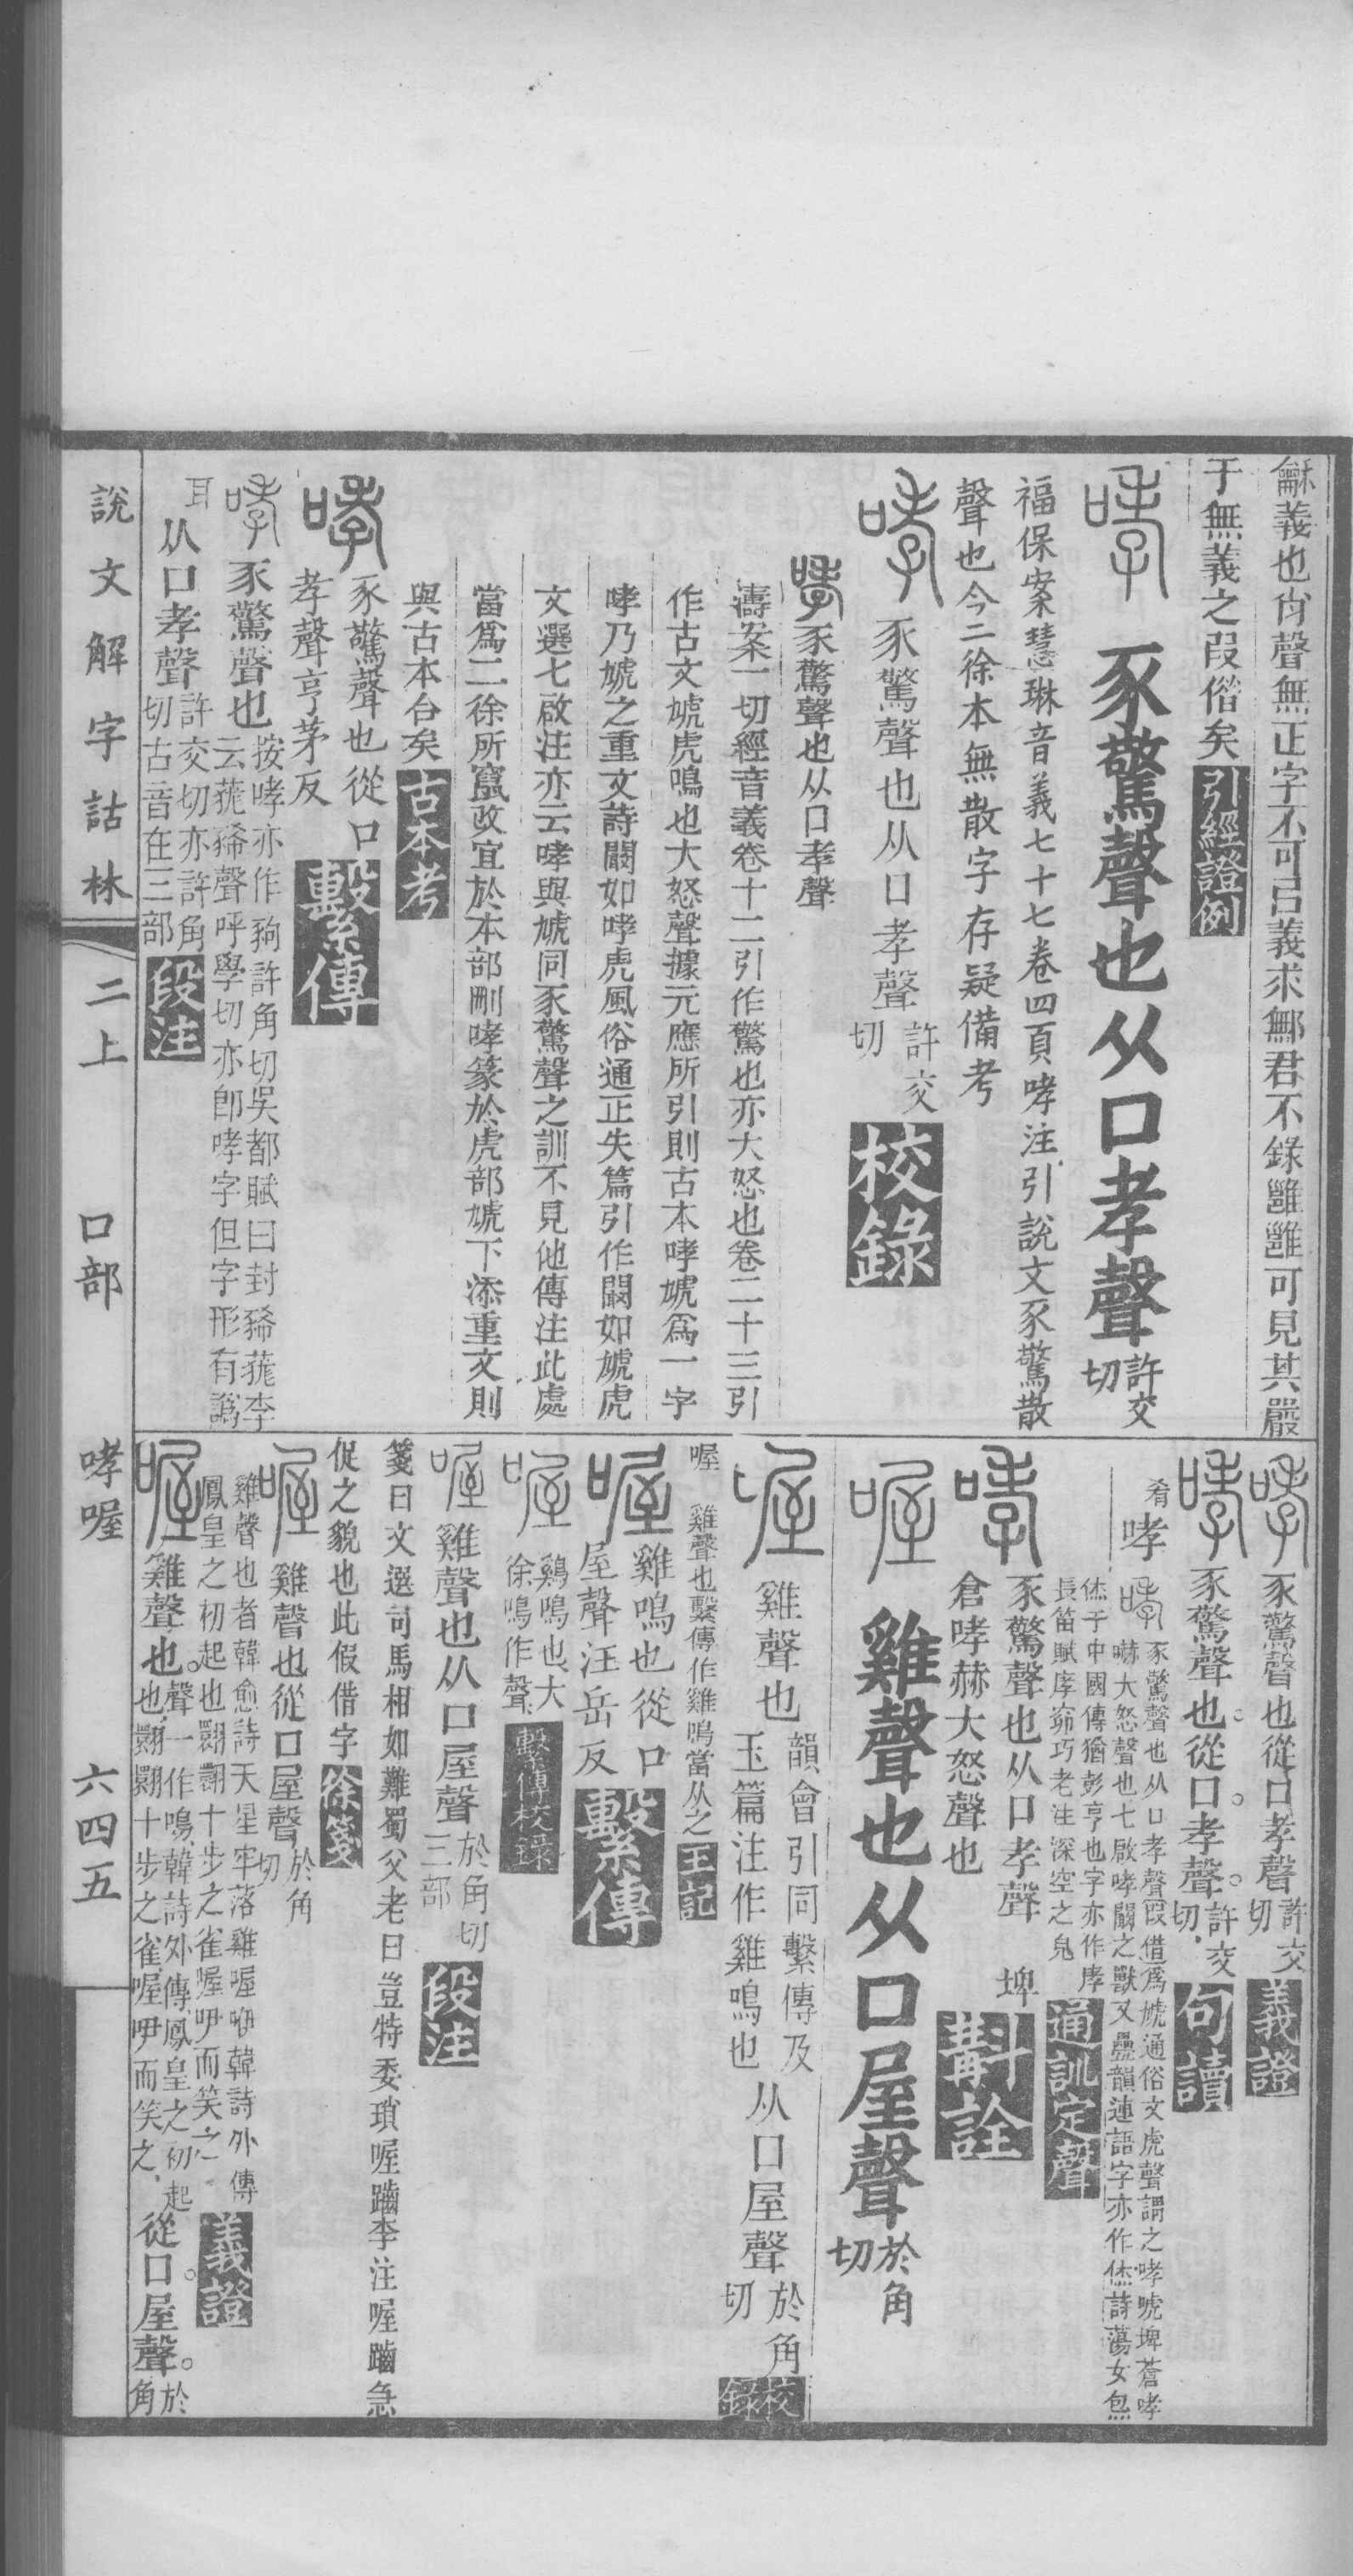 龢義也肯聲無正字不可㠯義求鄦君不錄雝雝可見其嚴
于無義之叚偕矣 引經證例
哮 豕驚聲也从口孝聲 許交切
福保案慧琳音義七十七卷四頁哮注引說文豕驚散
聲也今二徐本無散字存疑備考
哮 豕驚聲也从口孝聲 許交切 校錄
哮 豕驚聲也从口孝聲
濤案一切經音義卷十二引作驚也亦大怒也卷二十三引
作古文虓虎鳴也大怒聲據元應所引則古本哮虓爲一字
哮乃虓之重文詩闞如哮虎風俗通正失篇引作闞如虓虎
文選七啟注亦云哮與虓同豕驚聲之訓不見他傳注此處
當爲二徐所竄改宜於本部刪哮篆於虎部虓下添重文則
與古本合矣 古本考
哮 豕驚聲也從口孝聲亨茅反 繫傳
哮 豕驚聲也 按哮亦作㺃許角切吳都賦曰封豨䝔李云䝔豨聲呼學切亦卽哮字但字形有譌
耳 从口孝聲 許交切亦許角切古音在三部 段注
說文解字詁林 二上 口部 哮喔 六四五
哮 豕驚聲也從口孝聲 許交切 義證
哮 豕驚聲也。從口。孝聲。 許交切 句讀
肴 哮 哮 豕驚聲也从口孝聲叚借爲虓通俗文虎聲謂之哮唬埤蒼哮
嚇大怒聲也七啟哮闞之獸又疊韻連語字亦作烋詩蕩女炰
烋于中國傳猶彭亨也字亦作庨
長笛賦庨窌巧老注深空之皃 通訓定聲
哮 豕驚聲也从口孝聲 埤
倉哮赫大怒聲也 斠詮
喔 雞聲也从口屋聲 於角切
喔 雞聲也 韻會引同繫傳及玉篇注作雞鳴也 从口屋聲 於角切 校錄
喔 雞聲也繫傳作雞鳴當从之 王記
喔 雞鳴也從口屋聲汪岳反 繫傳
喔 鷄鳴也大徐鳴作聲 繫傳校錄
喔 雞聲也从口屋聲 於角切三部 段注
箋曰文選司馬相如難蜀父老曰豈特委瑣喔齱李注喔齱急
促之貌也此假借字 徐箋
喔 雞聲也從口屋聲 於角切
雞聲也者韓愈詩天星牢落雞喔咿韓詩外傳
鳳皇之初起也翾翾十步之雀喔咿而笑之 義證
喔 雞聲也。 聲一作鳴韓詩外傳鳳皇之初起也翾翾十步之雀喔咿而笑之 從口。屋聲。 於角